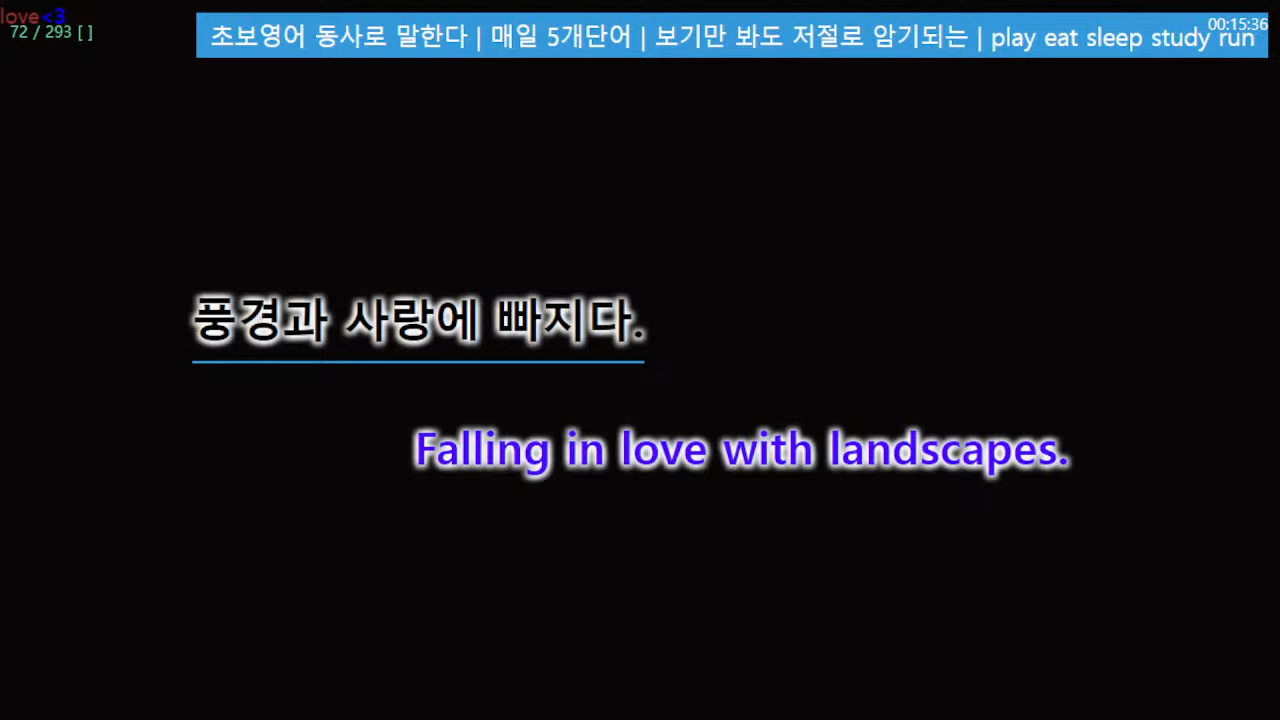 love<3
72 / 293 [ ]
초보영어 동사로 말한다 | 매일 5개단어 | 보기만 봐도 저절로 암기되는 | play eat sleep study run
00:15:36
풍경과 사랑에 빠지다.
Falling in love with landscapes.